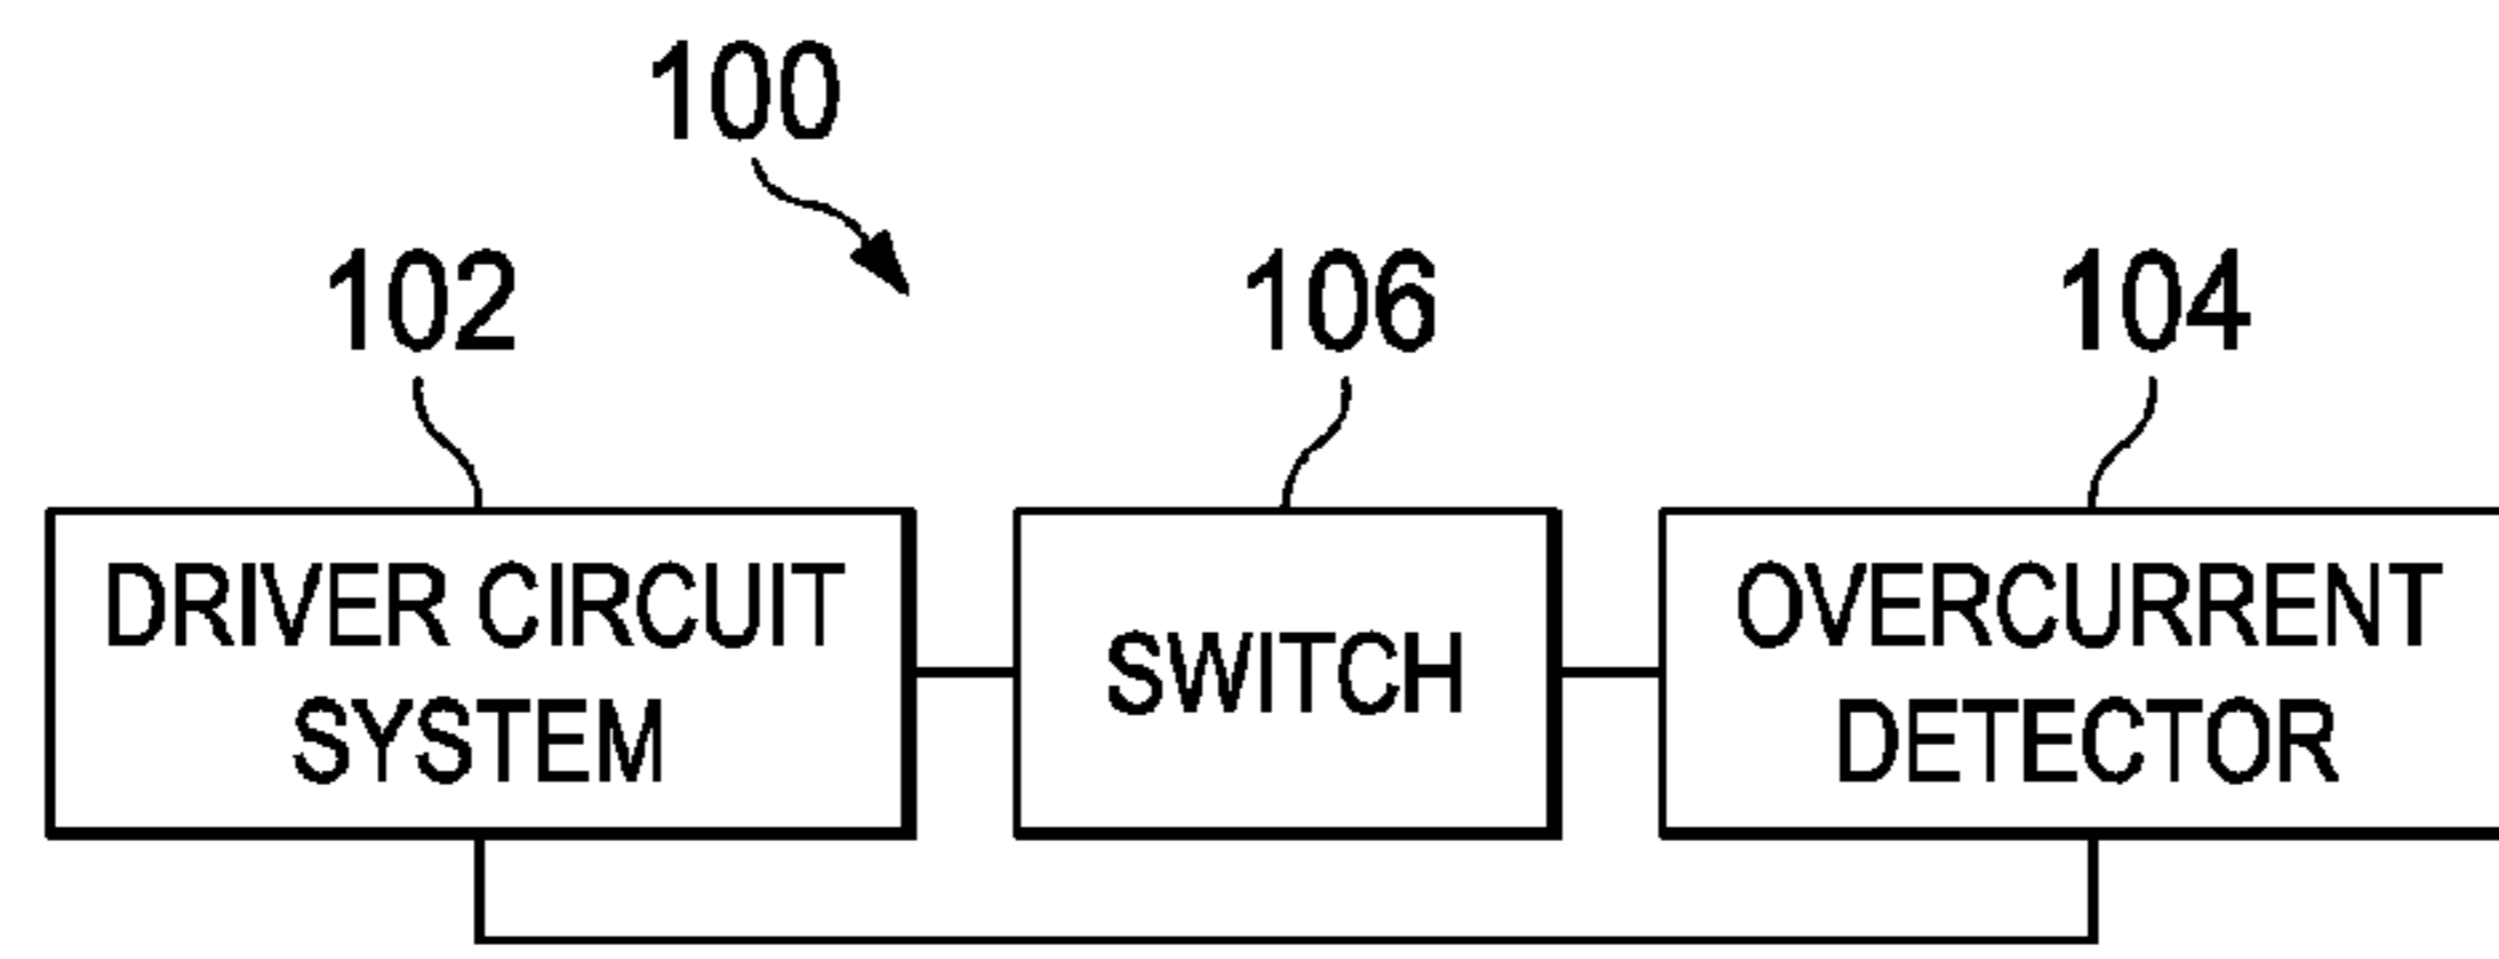 100
102
106
104
DRIVER CIRCUIT
SYSTEM
SWITCH
OVERCURRENT
DETECTOR